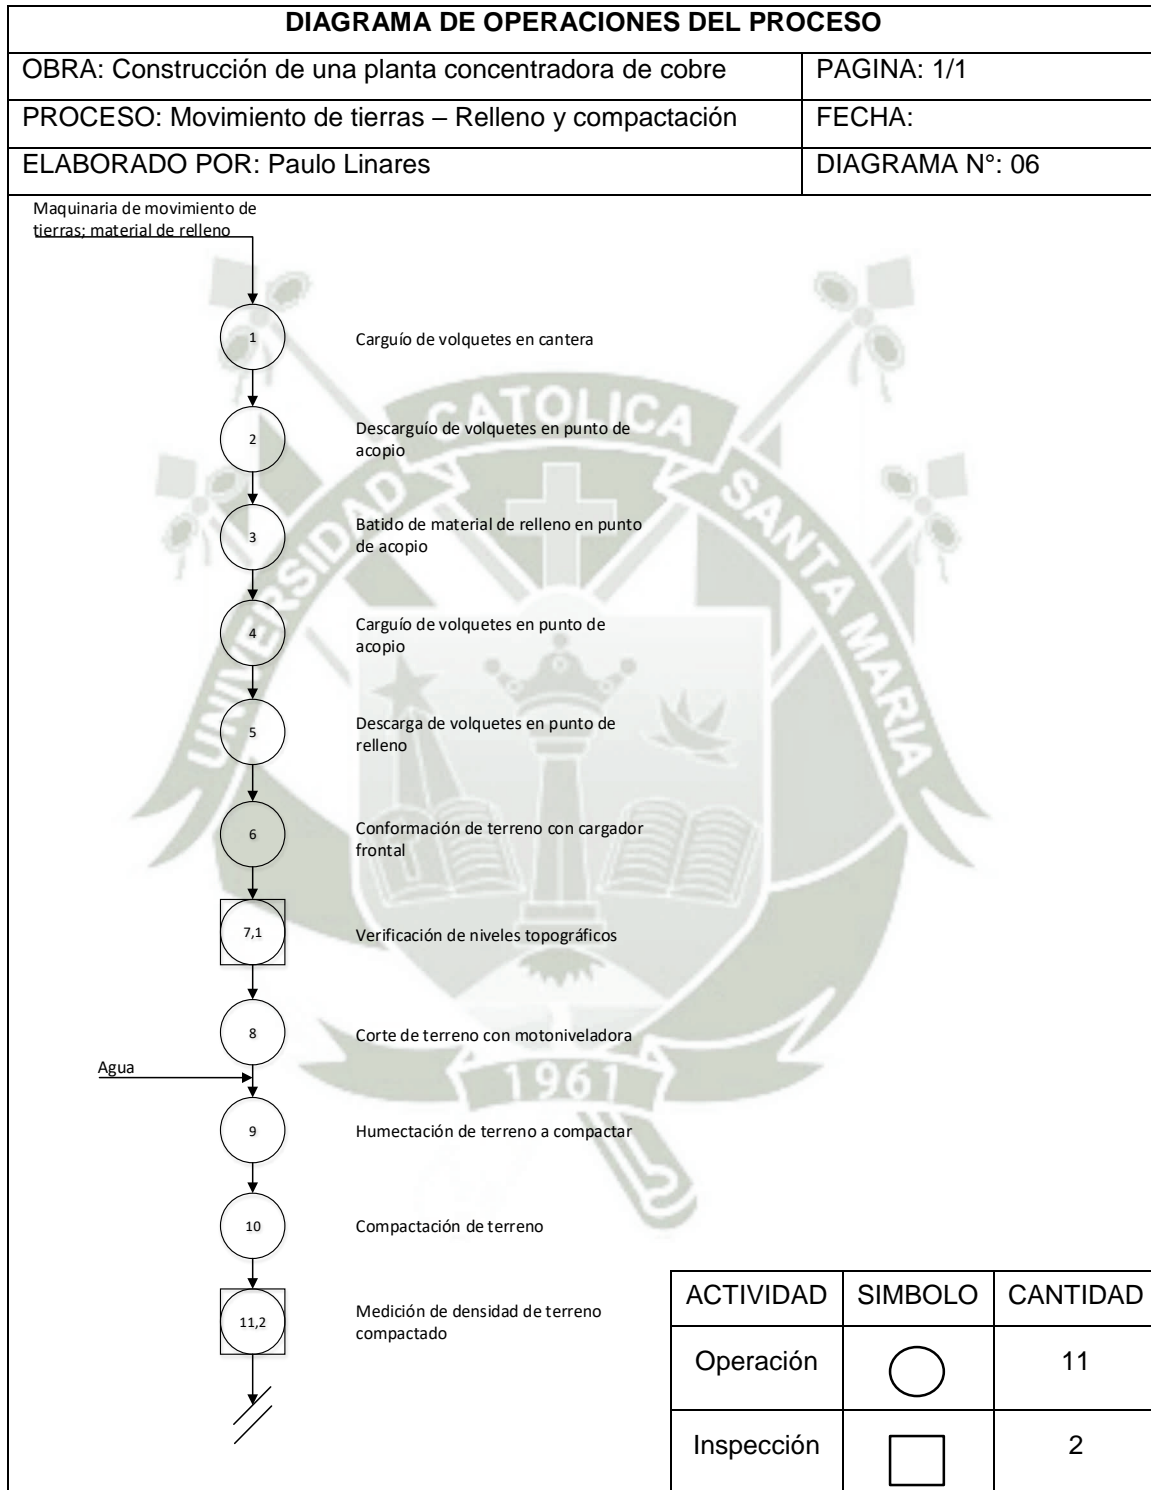 DIAGRAMA DE OPERACIONES DEL PROCESO
OBRA: Construcción de una planta concentradora de cobre
PAGINA: 1/1
PROCESO: Movimiento de tierras – Relleno y compactación
FECHA:
ELABORADO POR: Paulo Linares
DIAGRAMA N°: 06
Maquinaria de movimiento de
tierras; material de relleno
1
Carguío de volquetes en cantera
2
Descarguío de volquetes en punto de
acopio
3
Batido de material de relleno en punto
de acopio
4
Carguío de volquetes en punto de
acopio
5
Descarga de volquetes en punto de
relleno
6
Conformación de terreno con cargador
frontal
7,1
Verificación de niveles topográficos
8
Corte de terreno con motoniveladora
Agua
9
Humectación de terreno a compactar
10
Compactación de terreno
11,2
Medición de densidad de terreno
compactado
ACTIVIDAD SIMBOLO CANTIDAD
Operación 11
Inspección 2
UNIVERSIDAD CATOLICA SANTA MARIA
1961